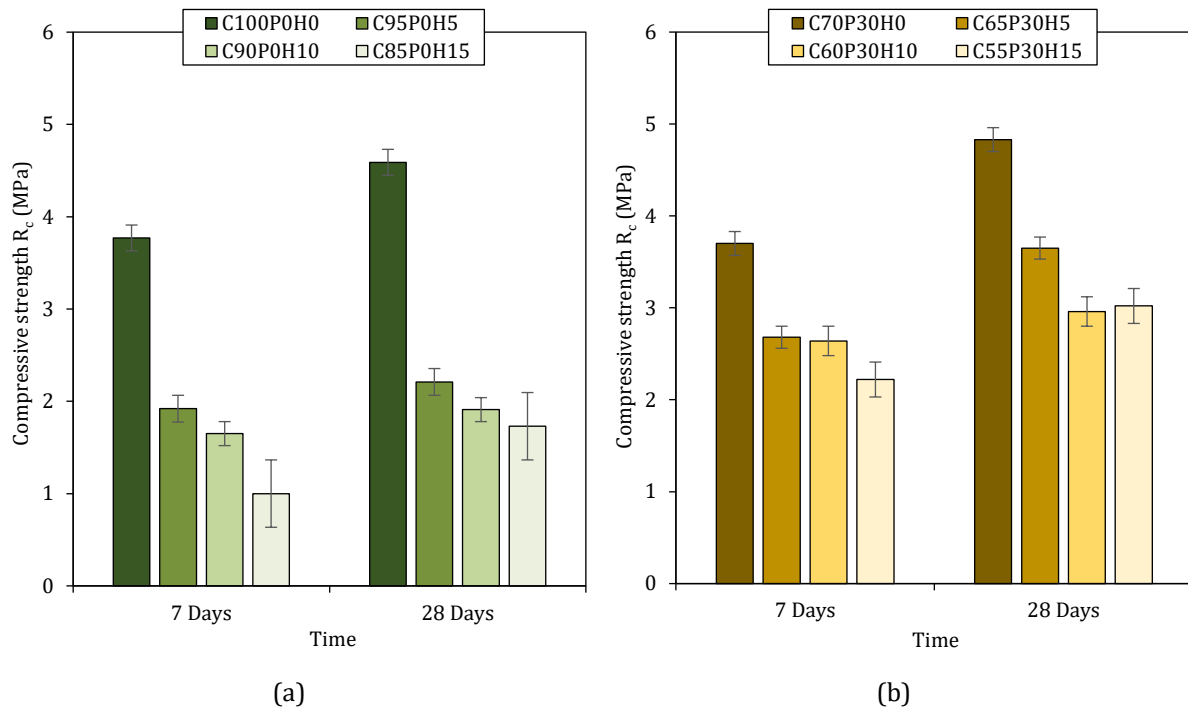 C100P0H0 C95P0H5
C90P0H10 C85P0H15
Compressive strength Rc (MPa)
6
5
4
3
2
1
0
7 Days 28 Days
Time
(a)
C70P30H0 C65P30H5
C60P30H10 C55P30H15
Compressive strength Rc (MPa)
6
5
4
3
2
1
0
7 Days 28 Days
Time
(b)